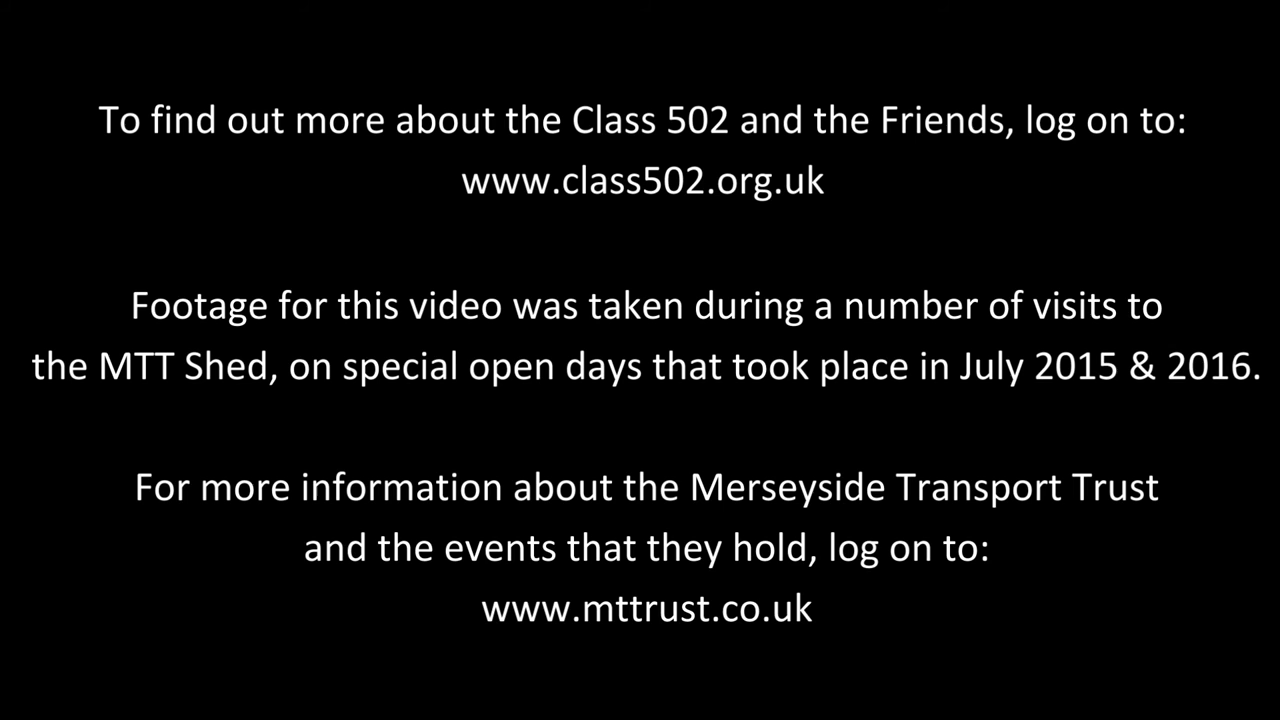 To find out more about the Class 502 and the Friends, log on to:
www.class502.org.uk
Footage for this video was taken during a number of visits to
the MTT Shed, on special open days that took place in July 2015 & 2016.
For more information about the Merseyside Transport Trust
and the events that they hold, log on to:
www.mttrust.co.uk